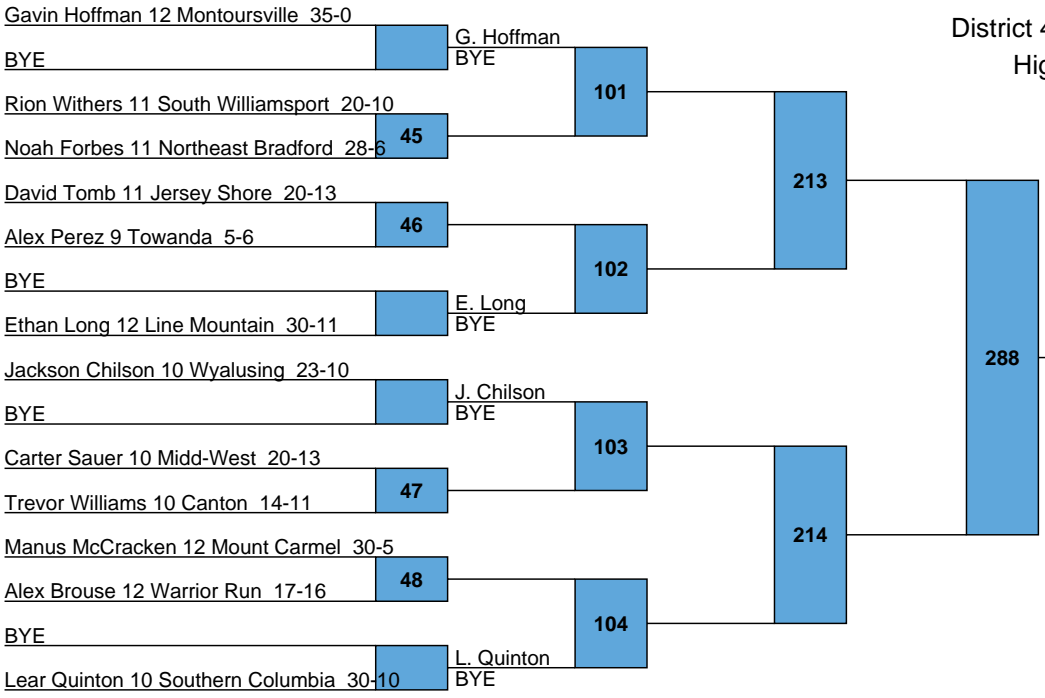 Gavin Hoffman 12 Montoursville 35-0
G. Hoffman
BYE
BYE
101
Rion Withers 11 South Williamsport 20-10
45
Noah Forbes 11 Northeast Bradford 28-6
213
David Tomb 11 Jersey Shore 20-13
46
Alex Perez 9 Towanda 5-6
102
BYE
E. Long
BYE
Ethan Long 12 Line Mountain 30-11
288
Jackson Chilson 10 Wyalusing 23-10
J. Chilson
BYE
BYE
103
Carter Sauer 10 Midd-West 20-13
47
Trevor Williams 10 Canton 14-11
214
Manus McCracken 12 Mount Carmel 30-5
48
Alex Brouse 12 Warrior Run 17-16
104
BYE
L. Quinton
BYE
Lear Quinton 10 Southern Columbia 30-10
District 4
Hig